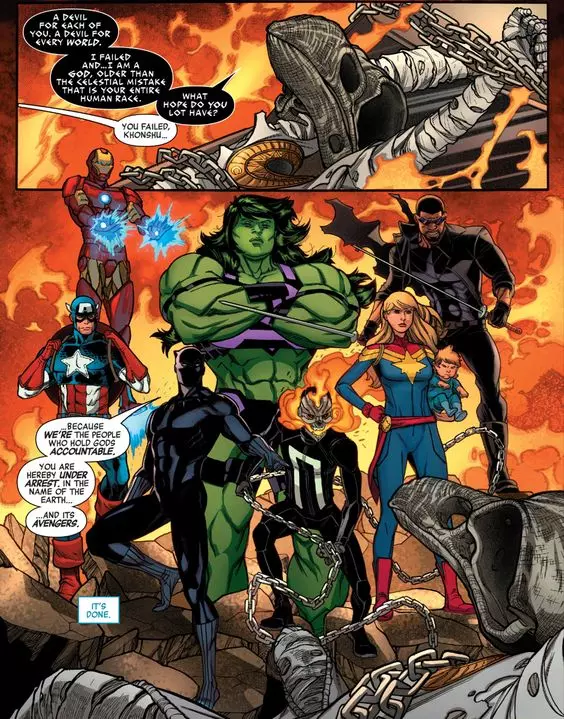 A DEVIL
FOR EACH OF
YOU. A DEVIL FOR
EVERY WORLD.
I FAILED
AND...I AM A
GOD, OLDER THAN
THE CELESTIAL MISTAKE
THAT IS YOUR ENTIRE
HUMAN RACE.
WHAT
HOPE DO YOU
LOT HAVE?
YOU FAILED,
KHONSHU...
...BECAUSE
WE'RE THE PEOPLE
WHO HOLD GODS
ACCOUNTABLE.
YOU ARE
HEREBY UNDER
ARREST, IN THE
NAME OF THE
EARTH...
...AND ITS
AVENGERS.
IT'S
DONE.